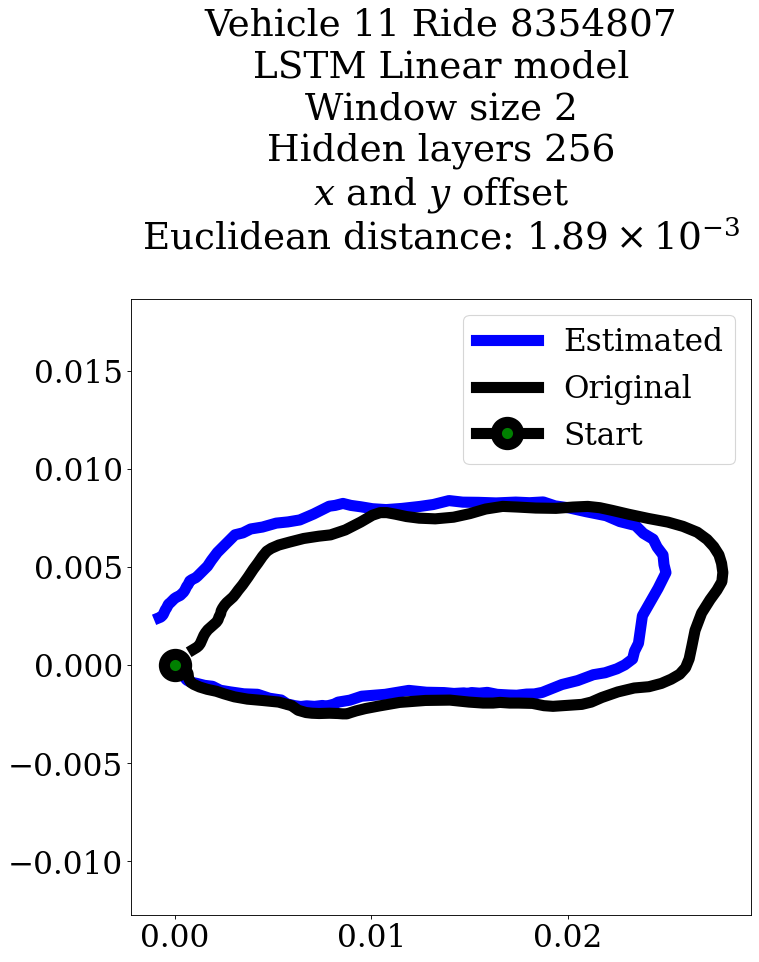 Vehicle 11 Ride 8354807
LSTM Linear model
Window size 2
Hidden layers 256
x and y offset
Euclidean distance: 1.89 × 10⁻³
Estimated
Original
Start
0.015
0.010
0.005
0.000
−0.005
−0.010
0.00 0.01 0.02